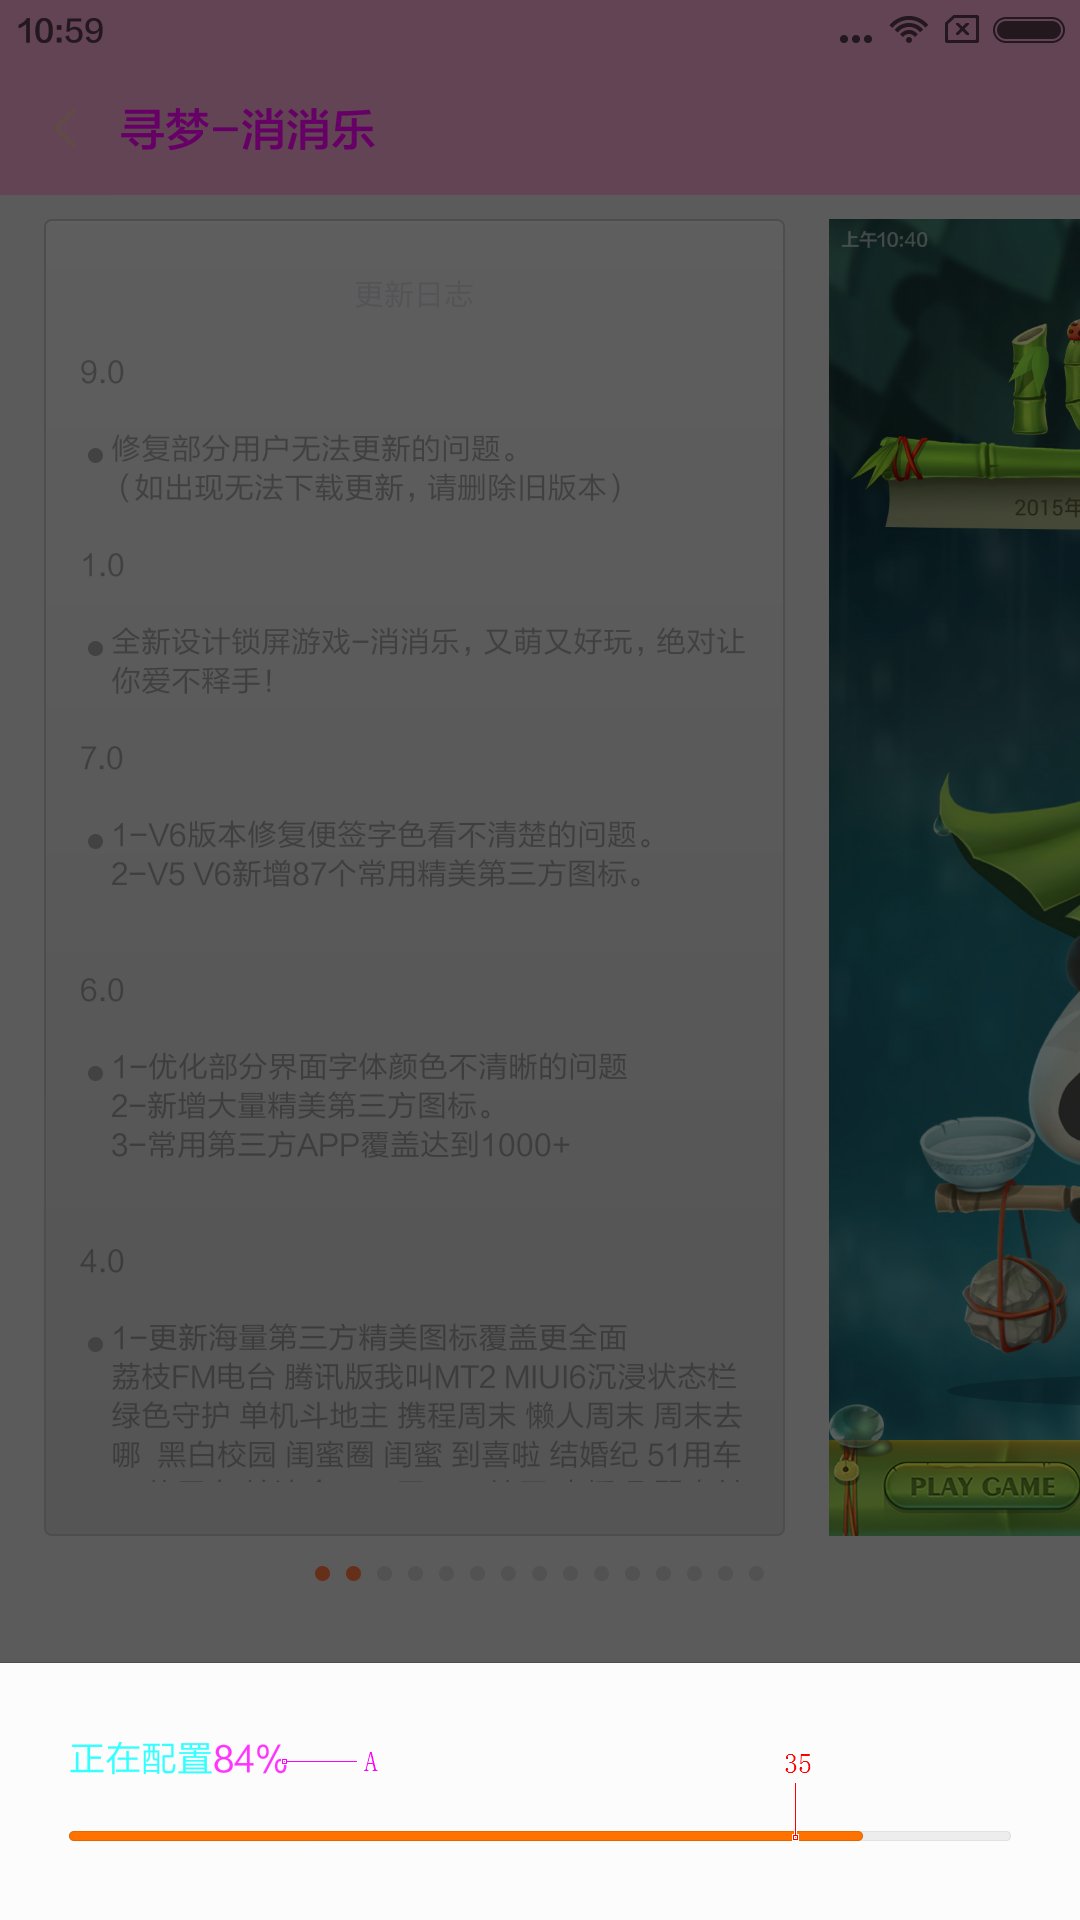 10:59
寻梦-消消乐
上午10:40
更新日志
9.0
修复部分用户无法更新的问题。
（如出现无法下载更新，请删除旧版本）
2015年
1.0
全新设计锁屏游戏-消消乐，又萌又好玩，绝对让
你爱不释手！
7.0
1-V6版本修复便签字色看不清楚的问题。
2-V5 V6新增87个常用精美第三方图标。
6.0
1-优化部分界面字体颜色不清晰的问题
2-新增大量精美第三方图标。
3-常用第三方APP覆盖达到1000+
4.0
1-更新海量第三方精美图标覆盖更全面
荔枝FM电台 腾讯版我叫MT2 MIUI6沉浸状态栏
绿色守护 单机斗地主 携程周末 懒人周末 周末去
哪 黑白校园 闺蜜圈 闺蜜 到喜啦 结婚纪 51用车
PLAY GAME
正在配置84%
A
35